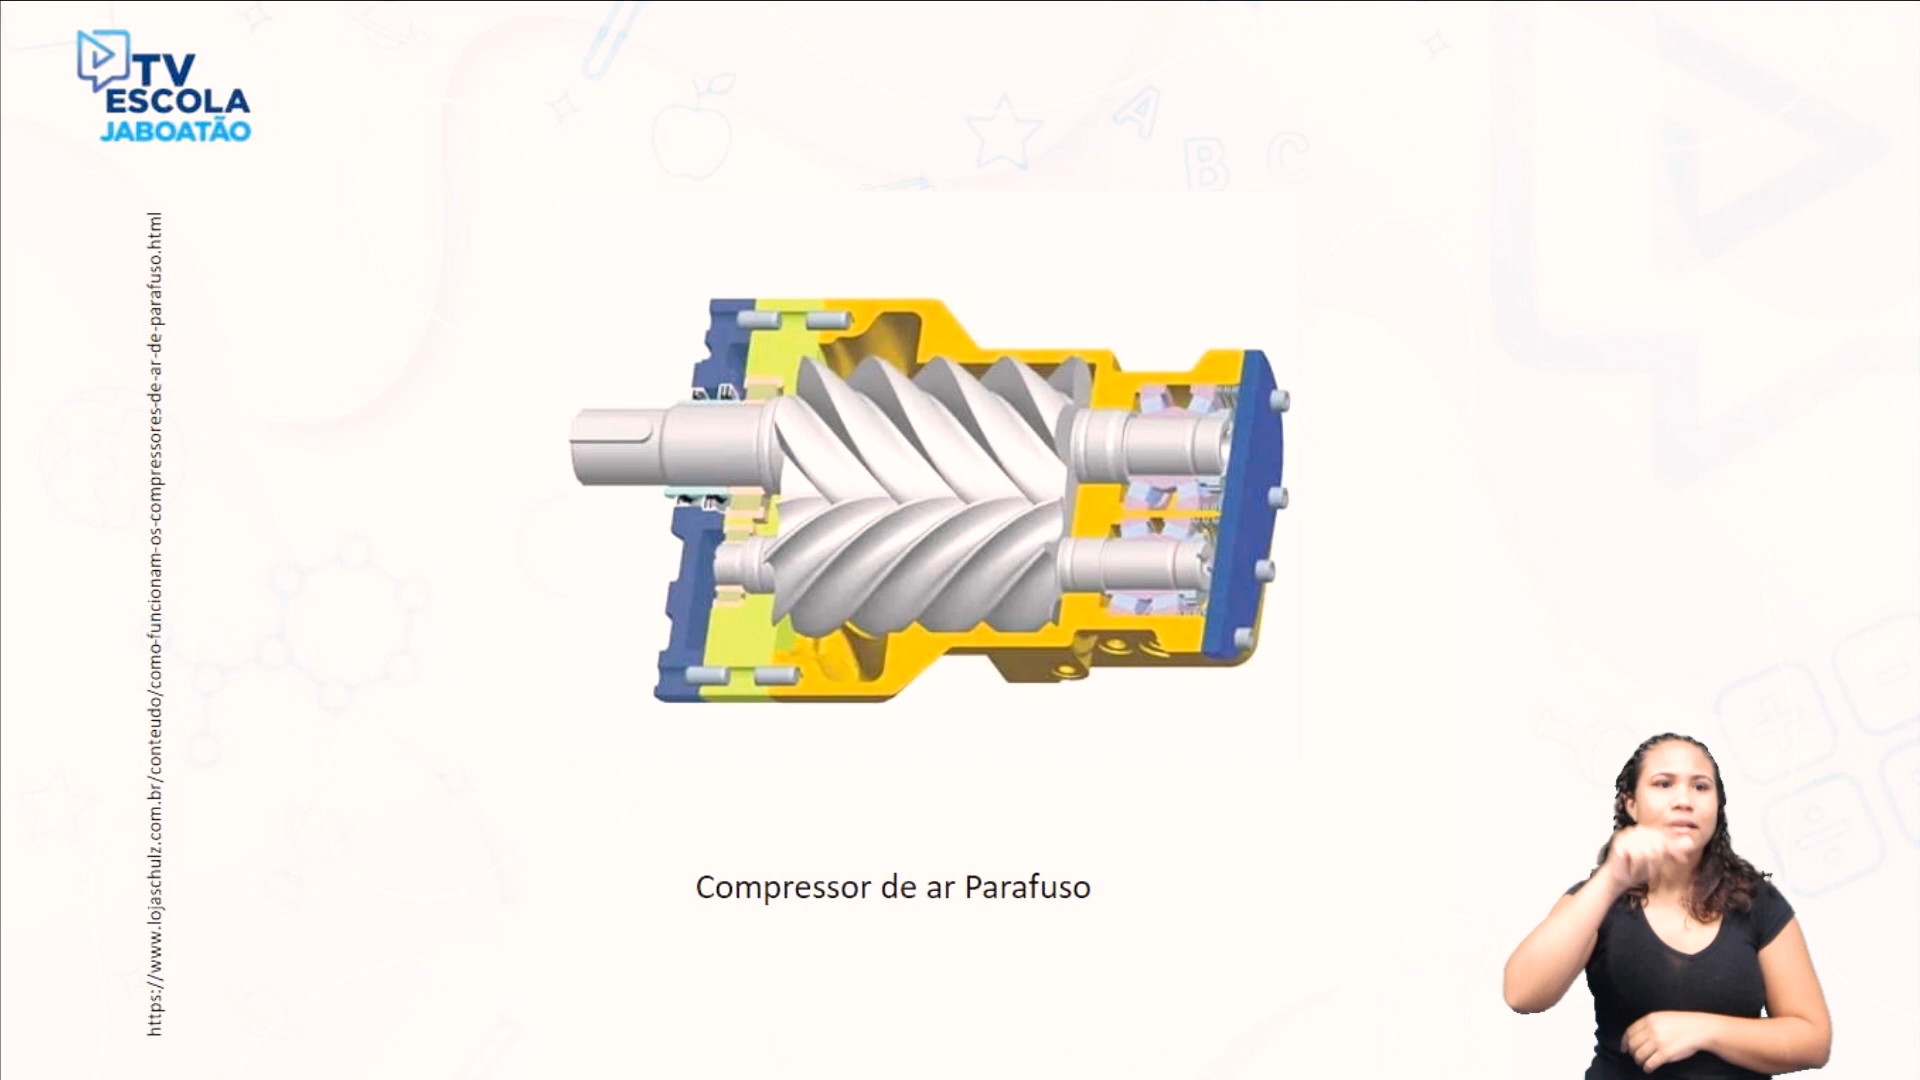 TV
ESCOLA
JABOATÃO
https://www.lojaschulz.com.br/conteudo/como-funcionam-os-compressores-de-ar-de-parafuso.html
A
B C
Compressor de ar Parafuso